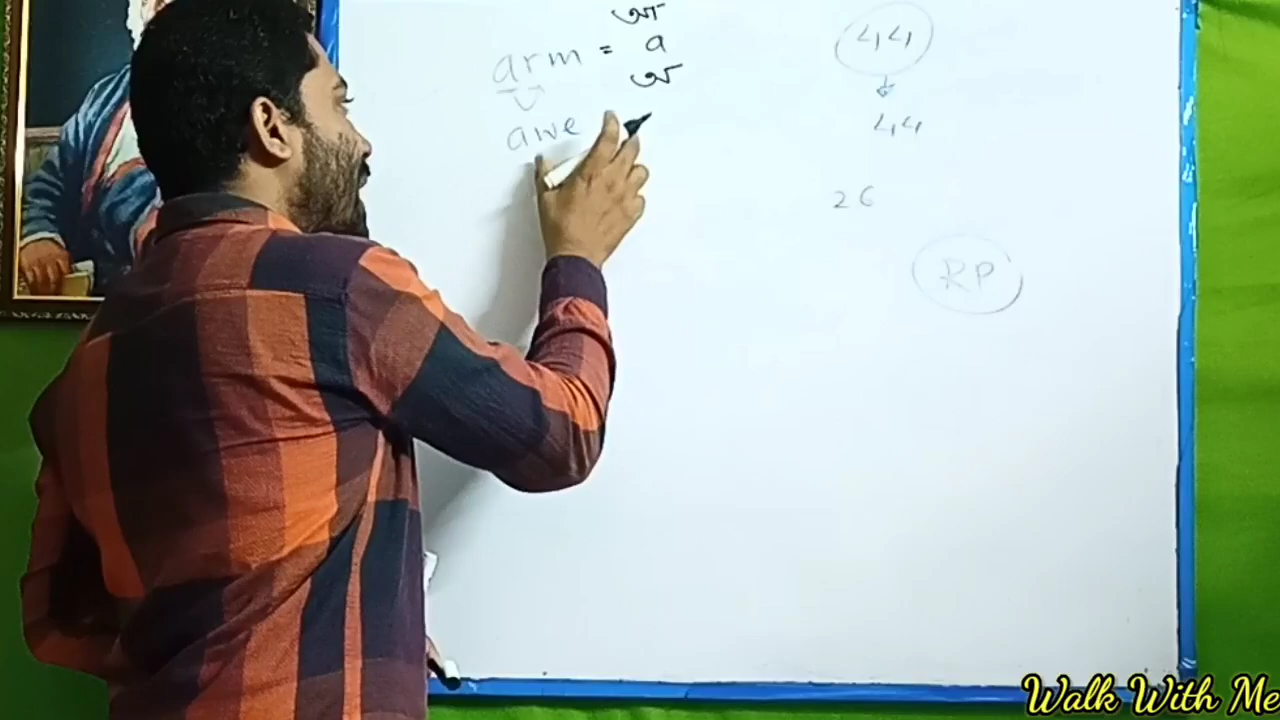 আ
arm = a
অ
awe
44
44
26
RP
Walk With Me